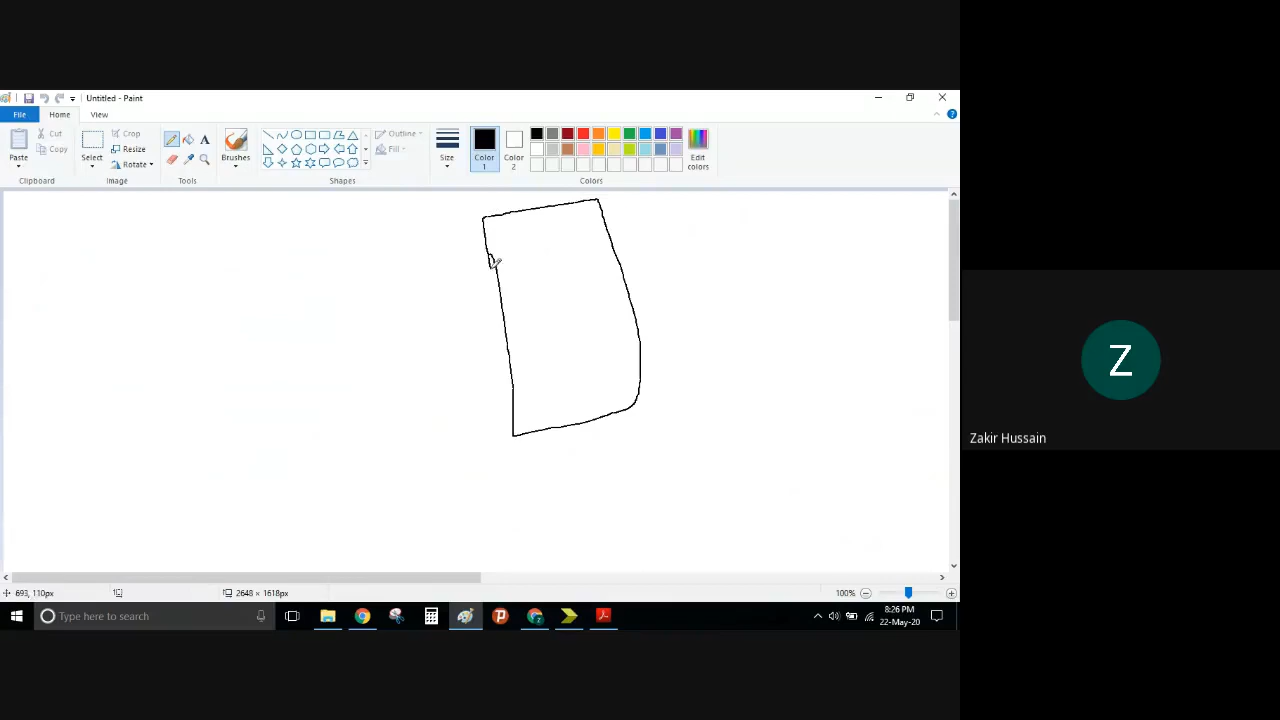 Untitled - Paint
File Home View
Paste
Cut
Copy
Clipboard
Select
Crop
Resize
Rotate
Image
A
Tools
Brushes
Outline
Fill
Shapes
Size
Color 1
Color 2
Edit colors
Colors
Z
Zakir Hussain
693, 110px
2648 × 1618px
100%
Type here to search
8:26 PM
22-May-20